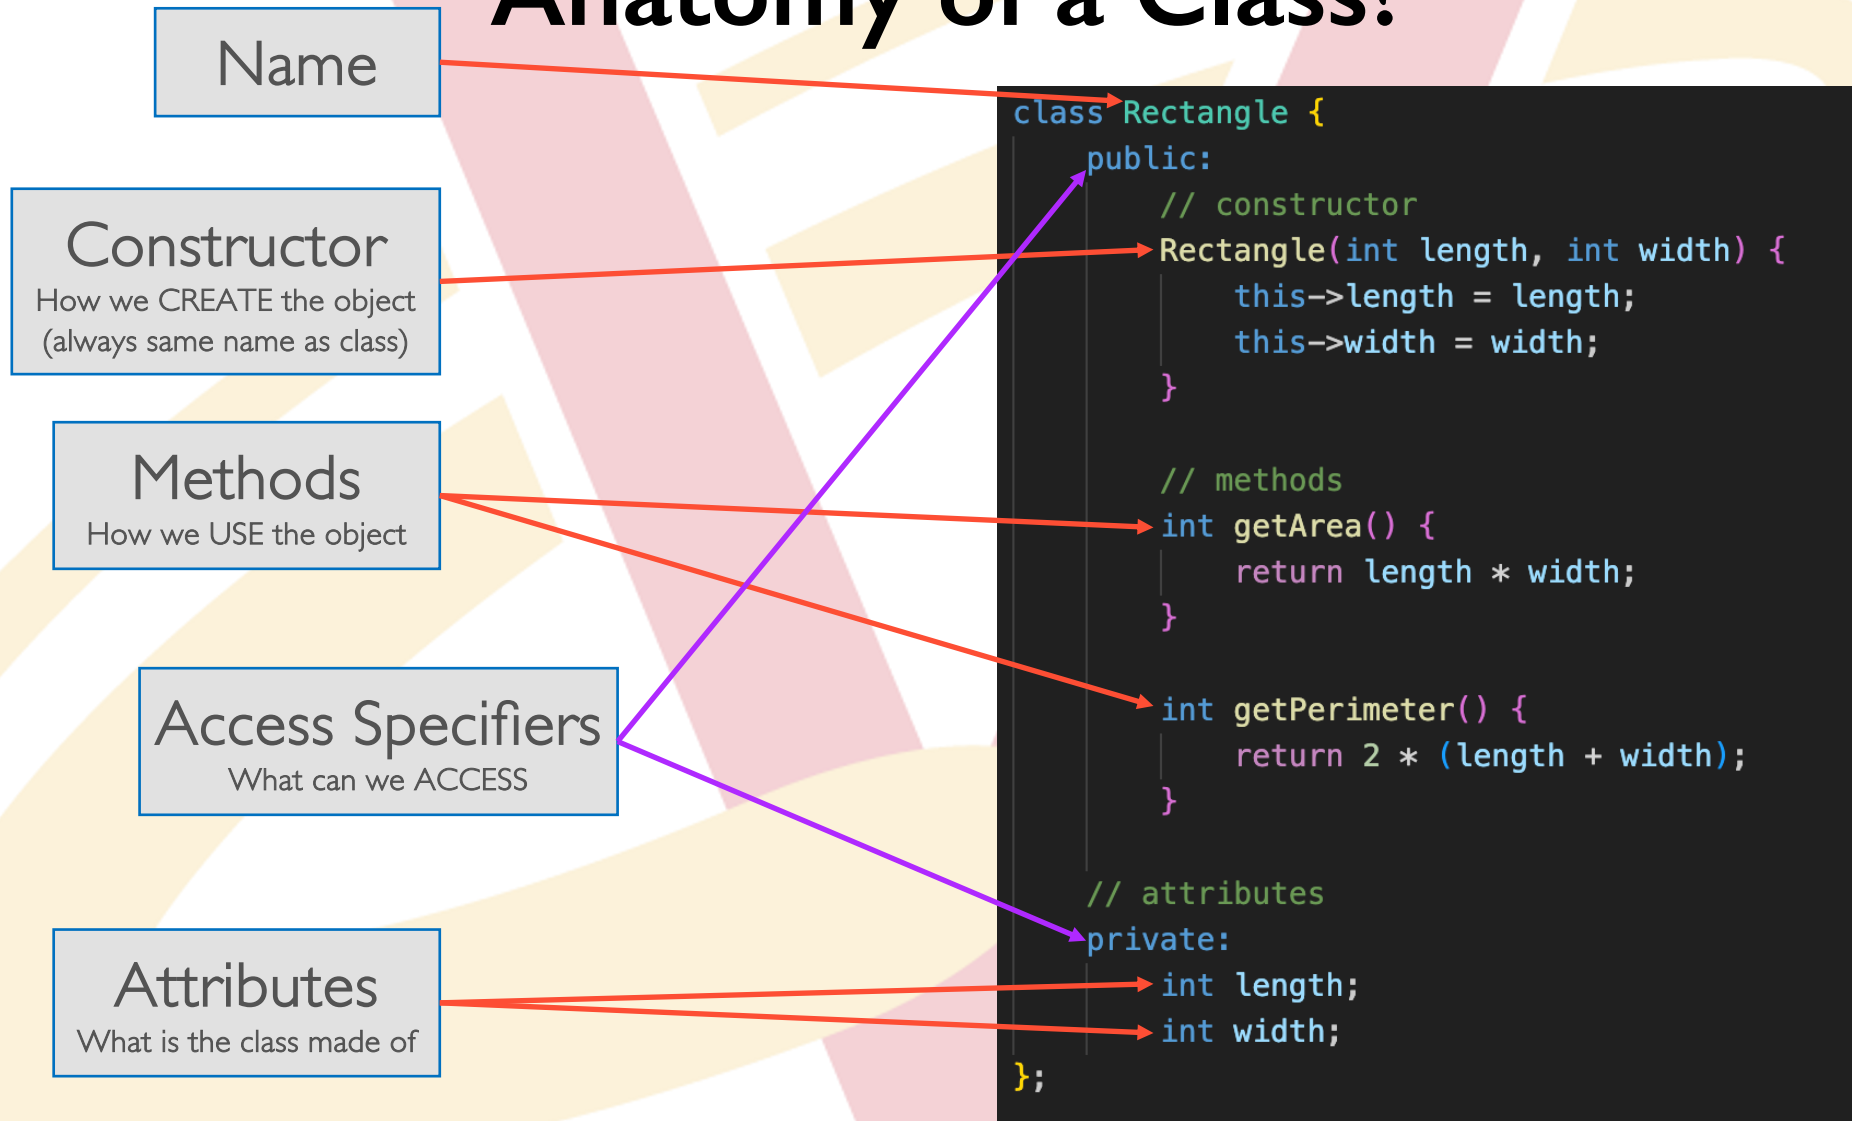 Anatomy of a Class?
Name
Constructor
How we CREATE the object
(always same name as class)
Methods
How we USE the object
Access Specifiers
What can we ACCESS
Attributes
What is the class made of
class Rectangle {
public:
// constructor
Rectangle(int length, int width) {
this->length = length;
this->width = width;
}
// methods
int getArea() {
return length * width;
}
int getPerimeter() {
return 2 * (length + width);
}
// attributes
private:
int length;
int width;
};